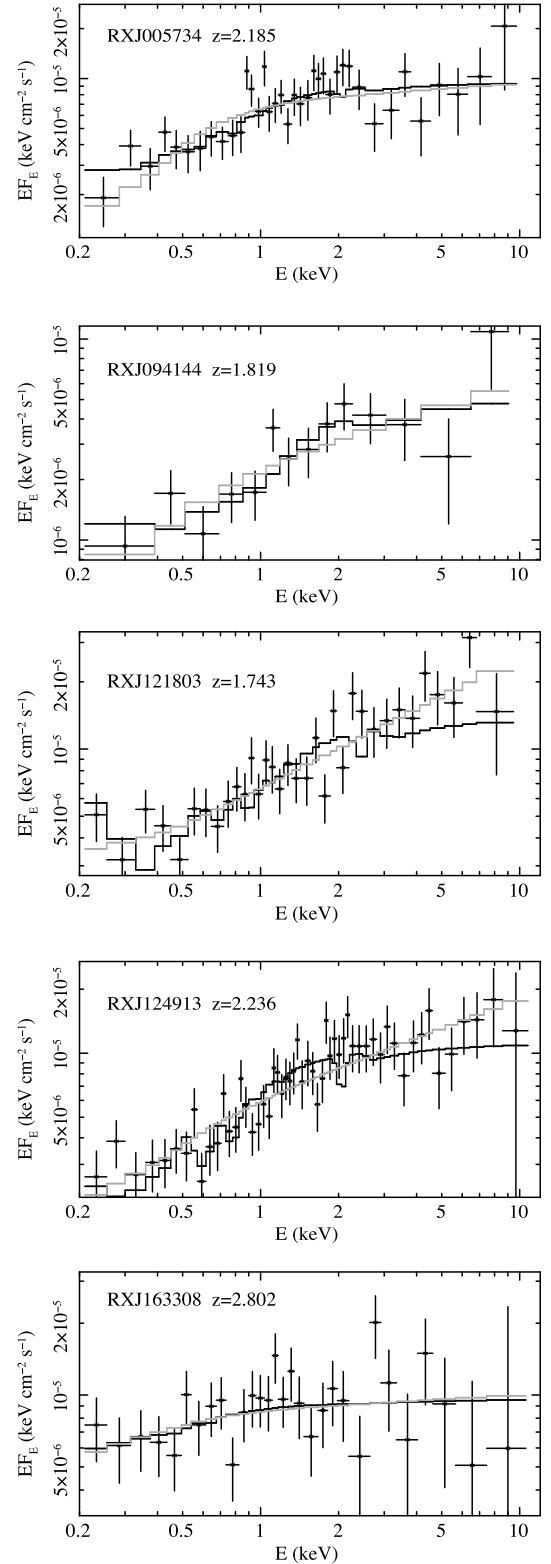 RXJ005734 z=2.185
EF_E (keV cm⁻² s⁻¹)
2×10⁻⁵
10⁻⁵
5×10⁻⁶
2×10⁻⁶
0.2 0.5 1 2 5 10
E (keV)
RXJ094144 z=1.819
EF_E (keV cm⁻² s⁻¹)
10⁻⁵
5×10⁻⁶
2×10⁻⁶
10⁻⁶
0.2 0.5 1 2 5 10
E (keV)
RXJ121803 z=1.743
EF_E (keV cm⁻² s⁻¹)
2×10⁻⁵
10⁻⁵
5×10⁻⁶
0.2 0.5 1 2 5 10
E (keV)
RXJ124913 z=2.236
EF_E (keV cm⁻² s⁻¹)
2×10⁻⁵
10⁻⁵
5×10⁻⁶
0.2 0.5 1 2 5 10
E (keV)
RXJ163308 z=2.802
EF_E (keV cm⁻² s⁻¹)
2×10⁻⁵
10⁻⁵
5×10⁻⁶
0.2 0.5 1 2 5 10
E (keV)